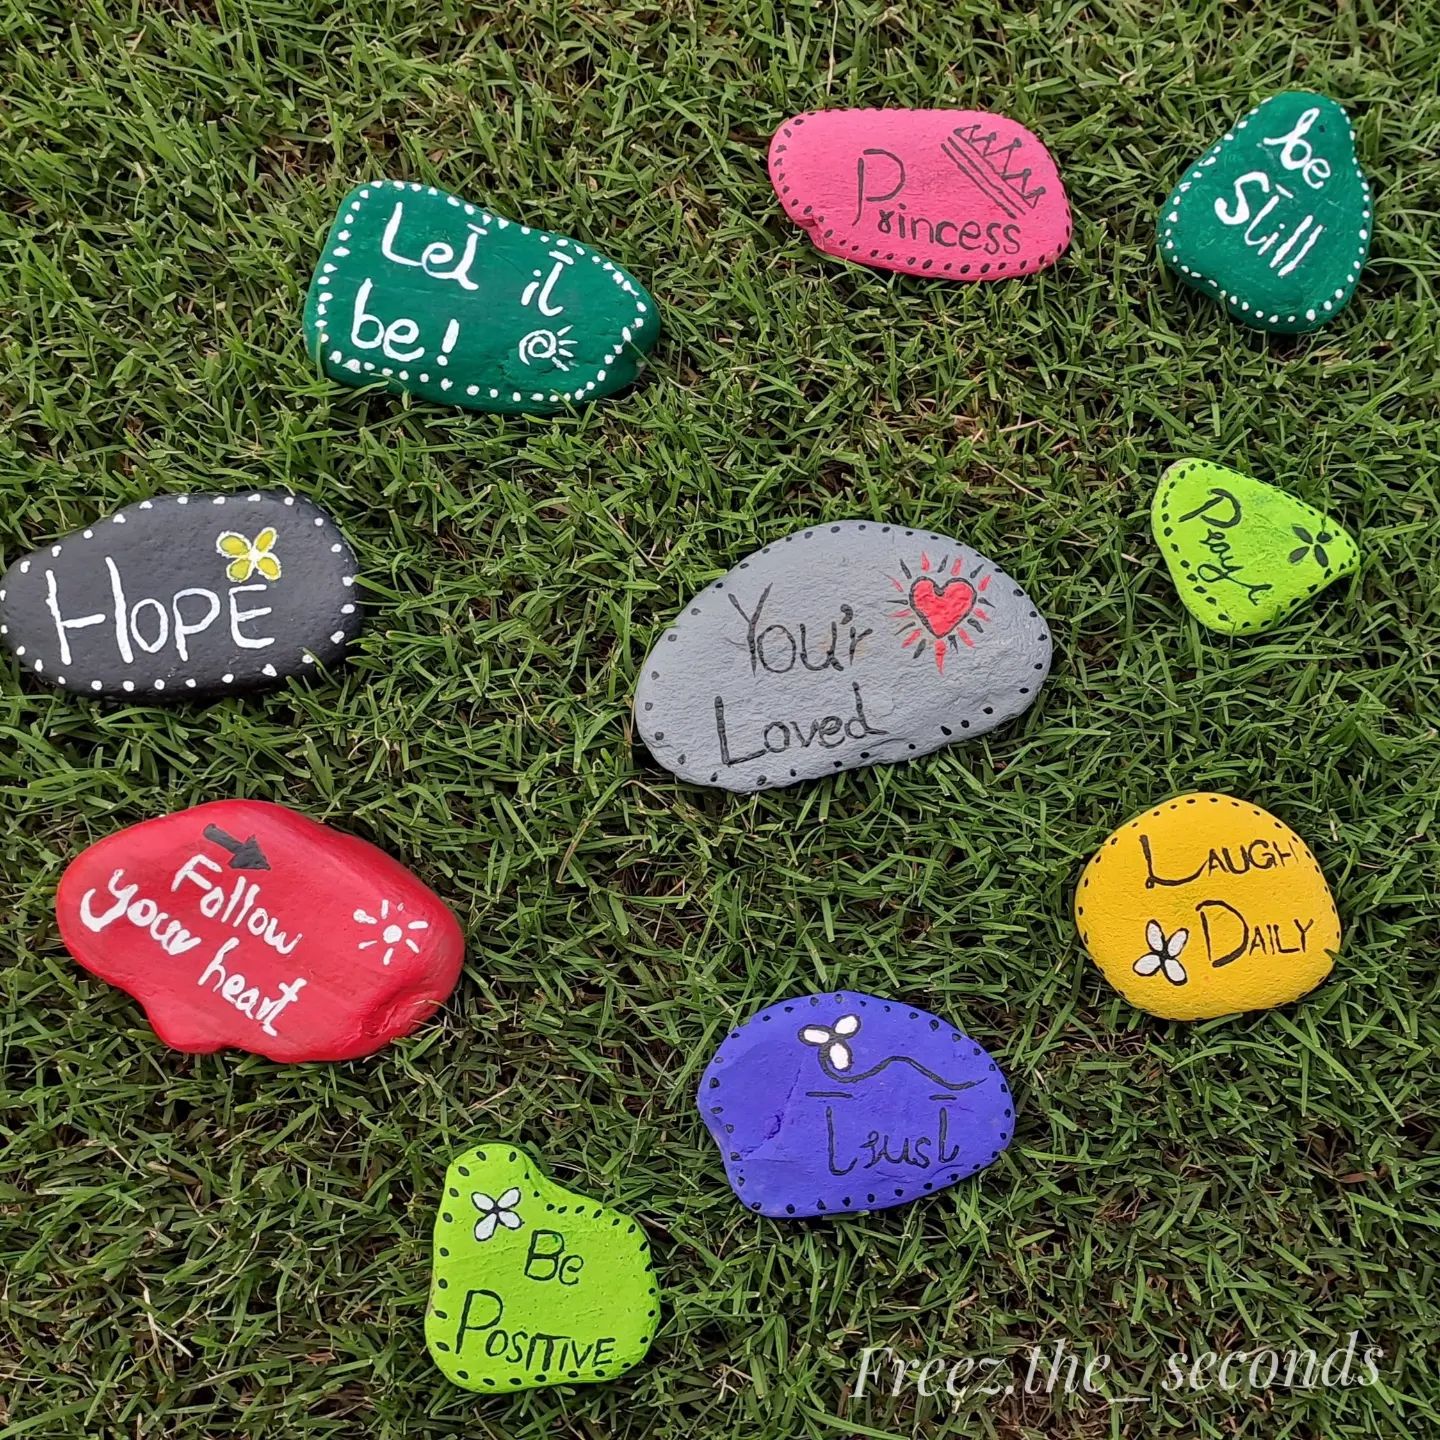 Princess
be
Still
Let it
be!
Pray
HOPE
You'r
Loved
Follow
your heart
LAUGH
DAILY
Trust
Be
POSITIVE
Freez.the_seconds